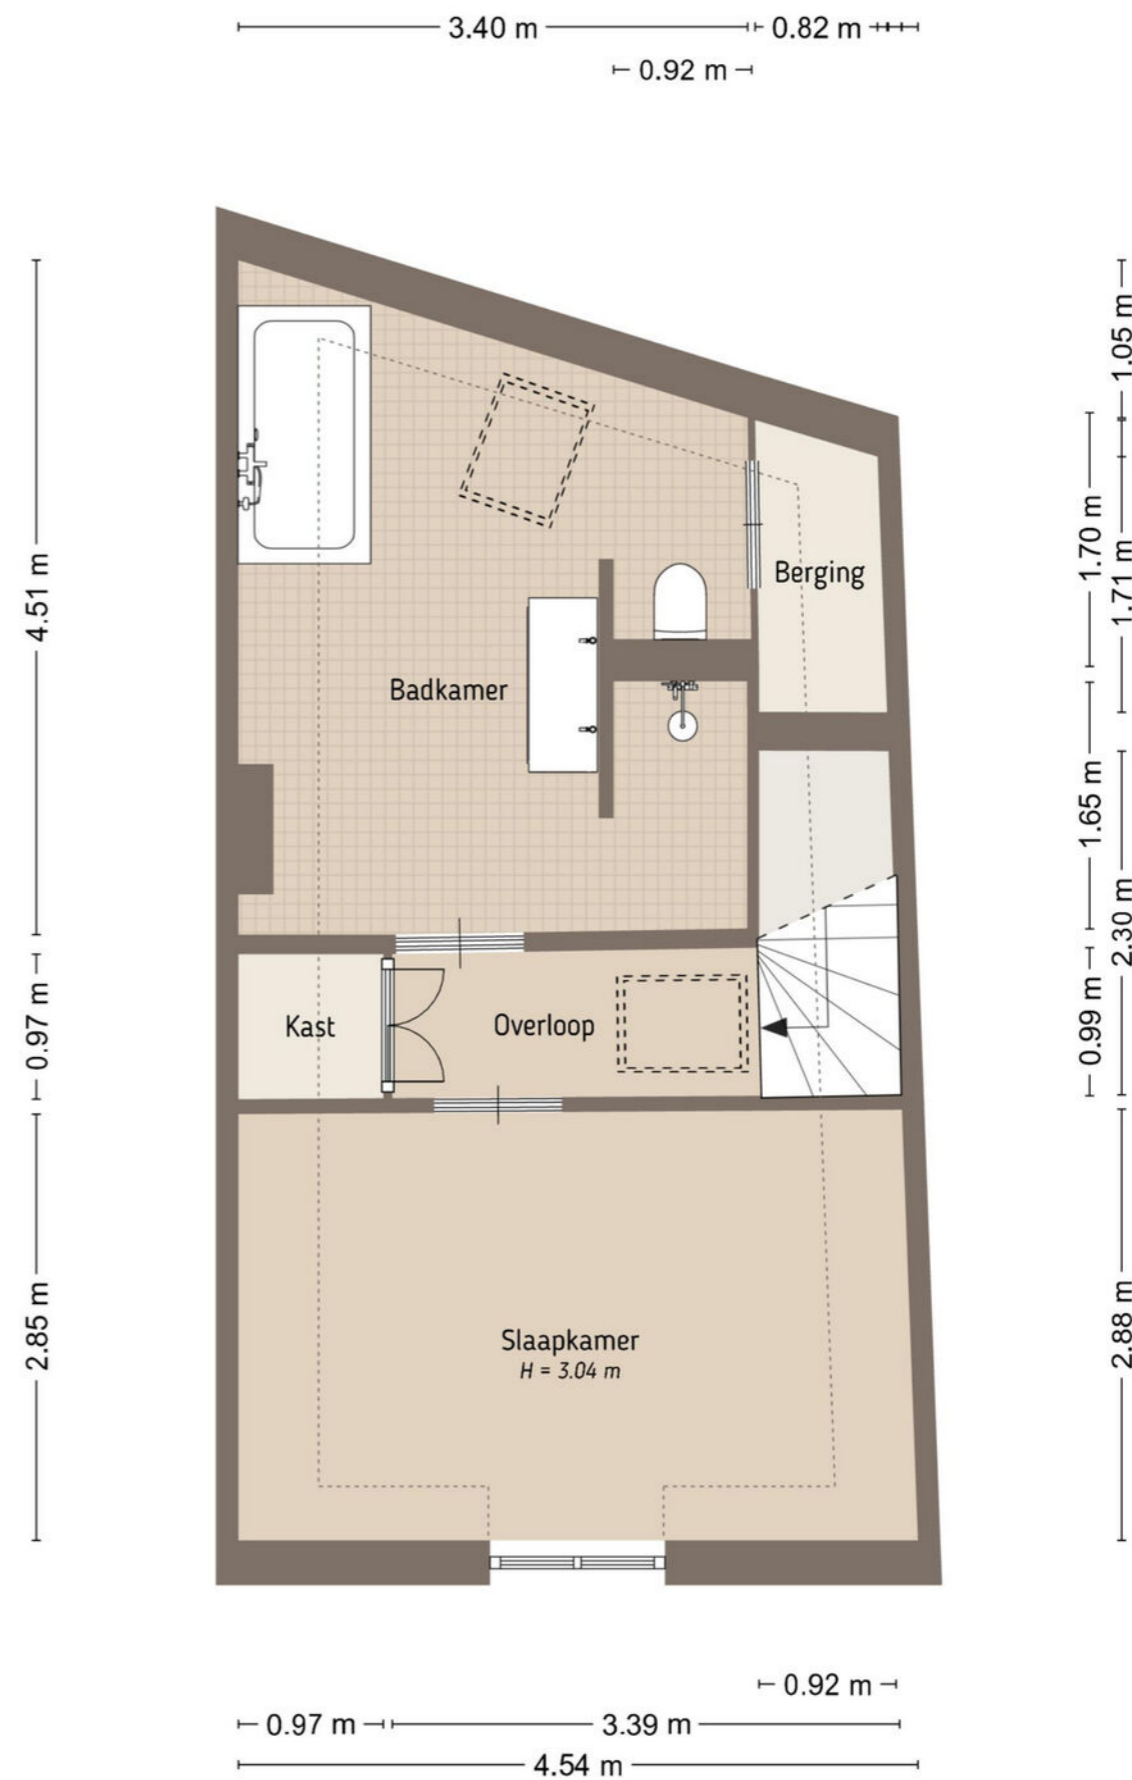 3.40 m
0.82 m
0.92 m
1.05 m
4.51 m
1.70 m
1.71 m
Berging
Badkamer
1.65 m
2.30 m
0.97 m
Kast
Overloop
0.99 m
2.85 m
Slaapkamer
H = 3.04 m
2.88 m
0.92 m
0.97 m
3.39 m
4.54 m